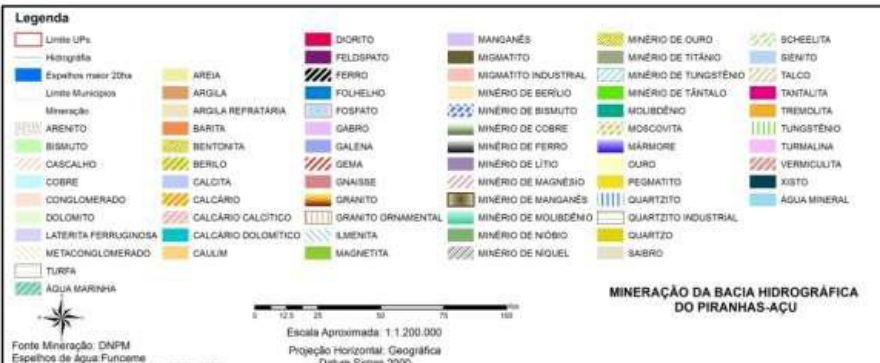 Legenda
Limite UPs
Hidrografia
Espelhos maior 20ha
Limite Municípios
Mineração
ARENITO
BISMUTO
CASCALHO
COBRE
CONGLOMERADO
DOLOMITO
LATERITA FERRUGINOSA
METACONGLOMERADO
TURFA
ÁGUA MARINHA
AREIA
ARGILA
ARGILA REFRATÁRIA
BARITA
BENTONITA
BERILO
CALCITA
CALCÁRIO
CALCÁRIO CALCÍTICO
CALCÁRIO DOLOMÍTICO
CAULIM
DIORITO
FELDSPATO
FERRO
FOLHELHO
FOSFATO
GABRO
GALENA
GEMA
GNAISSE
GRANITO
GRANITO ORNAMENTAL
ILMENITA
MAGNETITA
MANGANÊS
MIGMATITO
MIGMATITO INDUSTRIAL
MINÉRIO DE BERÍLIO
MINÉRIO DE BISMUTO
MINÉRIO DE COBRE
MINÉRIO DE FERRO
MINÉRIO DE LÍTIO
MINÉRIO DE MAGNÉSIO
MINÉRIO DE MANGANÊS
MINÉRIO DE MOLIBDÊNIO
MINÉRIO DE NIÓBIO
MINÉRIO DE NÍQUEL
MINÉRIO DE OURO
MINÉRIO DE TITÂNIO
MINÉRIO DE TUNGSTÊNIO
MINÉRIO DE TÂNTALO
MOLIBDÊNIO
MOSCOVITA
MÁRMORE
OURO
PEGMATITO
QUARTZITO
QUARTZITO INDUSTRIAL
QUARTZO
SAIBRO
SCHEELITA
SIENITO
TALCO
TANTALITA
TREMOLITA
TUNGSTÊNIO
TURMALINA
VERMICULITA
XISTO
ÁGUA MINERAL
0 12.5 25 50 75 100
Escala Aproximada: 1:1.200.000
Projeção Horizontal: Geográfica
Datum Sirgas 2000
MINERAÇÃO DA BACIA HIDROGRÁFICA
DO PIRANHAS-AÇU
Fonte Mineração: DNPM
Espelhos de água:Funceme